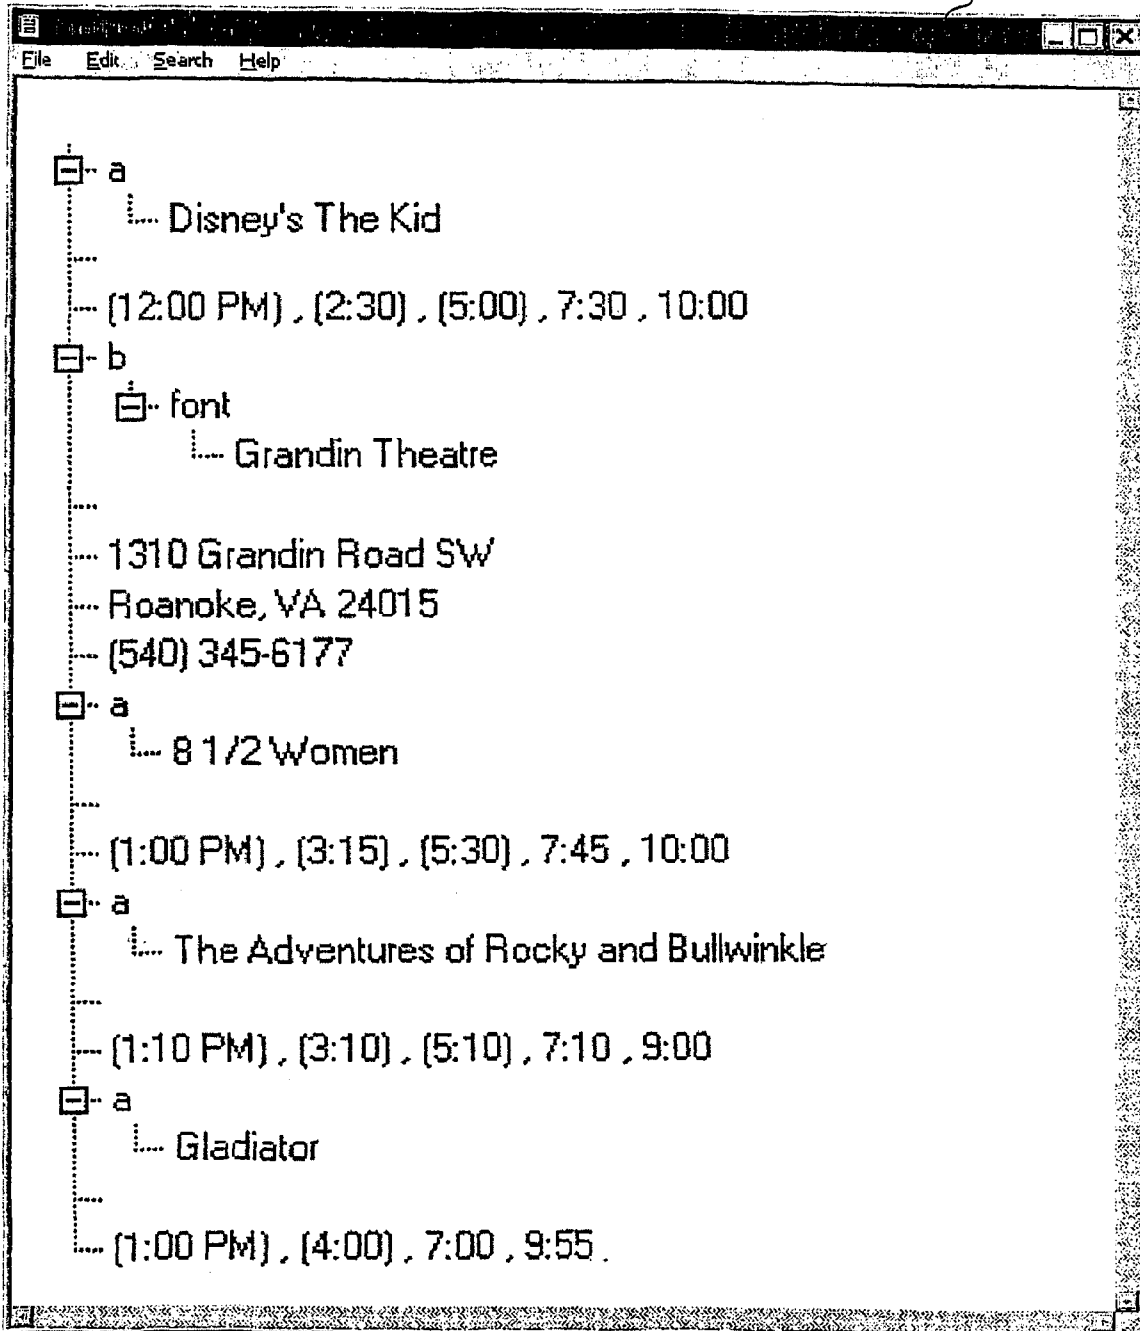 File Edit Search Help
a
Disney's The Kid
(12:00 PM) , (2:30) , (5:00) , 7:30 , 10:00
b
font
Grandin Theatre
1310 Grandin Road SW
Roanoke, VA 24015
(540) 345-6177
a
8 1/2 Women
(1:00 PM) , (3:15) , (5:30) , 7:45 , 10:00
a
The Adventures of Rocky and Bullwinkle
(1:10 PM) , (3:10) , (5:10) , 7:10 , 9:00
a
Gladiator
(1:00 PM) , (4:00) , 7:00 , 9:55 .